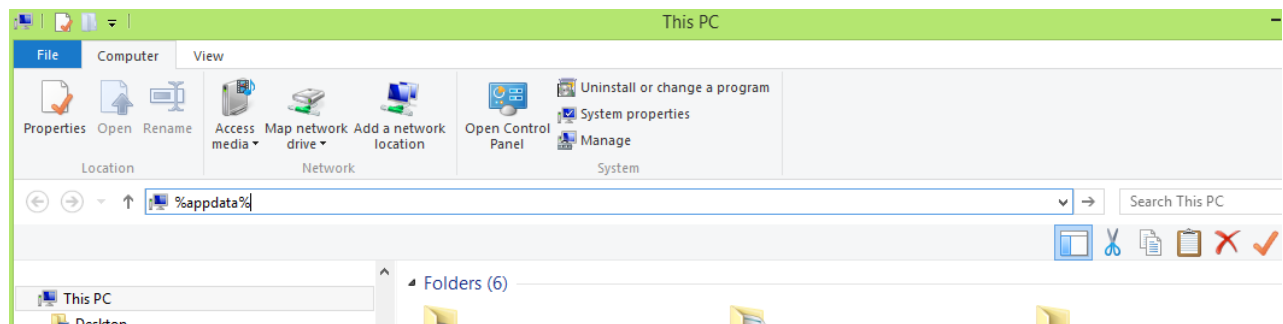 This PC
File Computer View
Properties Open Rename Access media Map network drive Add a network location Open Control Panel Uninstall or change a program
System properties
Manage
Location Network System
%appdata% Search This PC
This PC Folders (6)
Desktop